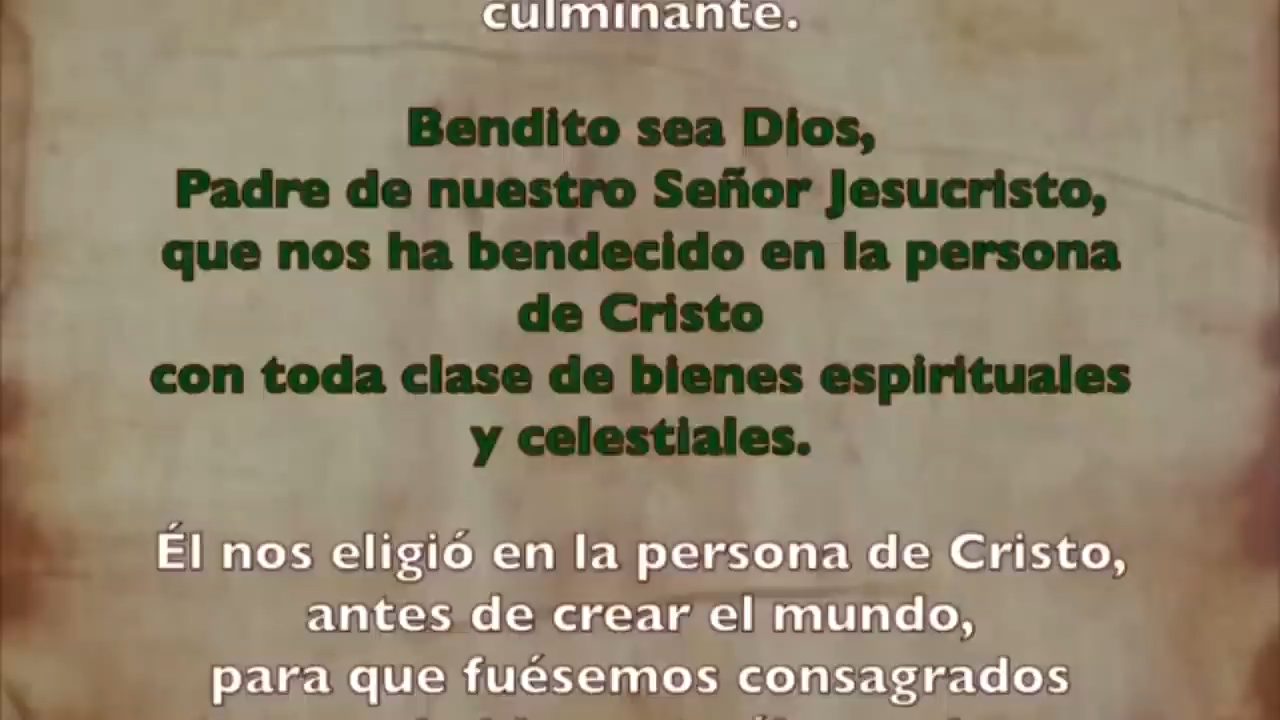 culminante.
Bendito sea Dios,
Padre de nuestro Señor Jesucristo,
que nos ha bendecido en la persona
de Cristo
con toda clase de bienes espirituales
y celestiales.
Él nos eligió en la persona de Cristo,
antes de crear el mundo,
para que fuésemos consagrados